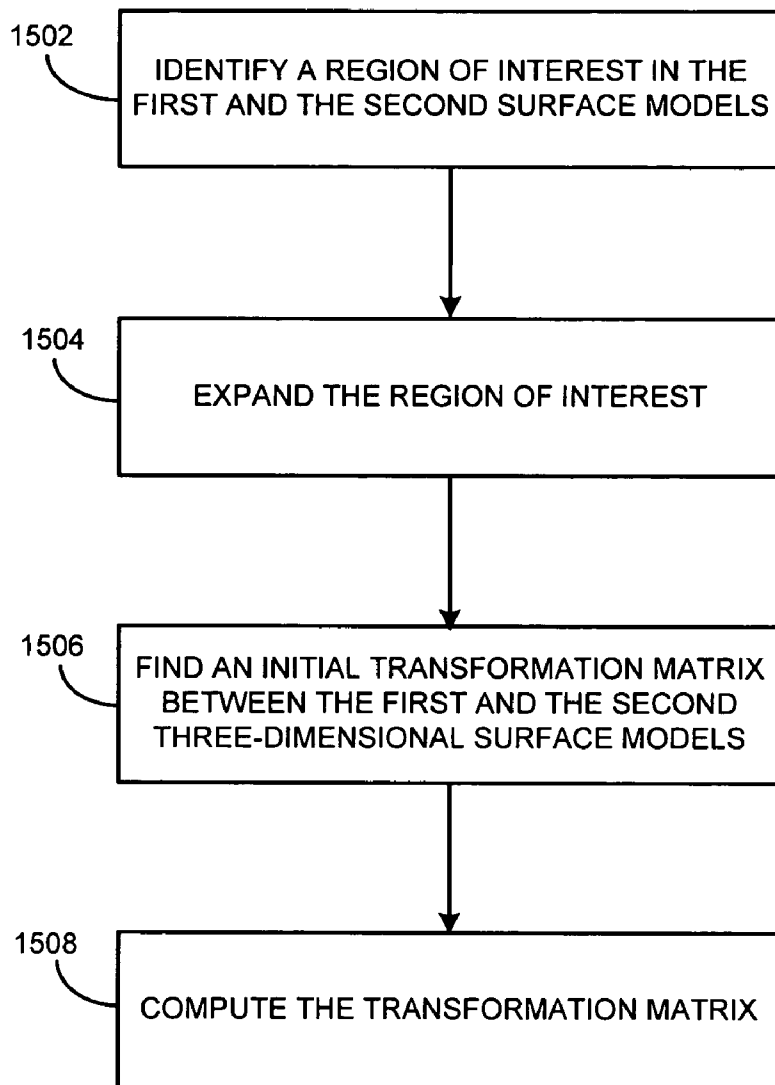 1502
IDENTIFY A REGION OF INTEREST IN THE
FIRST AND THE SECOND SURFACE MODELS
1504
EXPAND THE REGION OF INTEREST
1506
FIND AN INITIAL TRANSFORMATION MATRIX
BETWEEN THE FIRST AND THE SECOND
THREE-DIMENSIONAL SURFACE MODELS
1508
COMPUTE THE TRANSFORMATION MATRIX